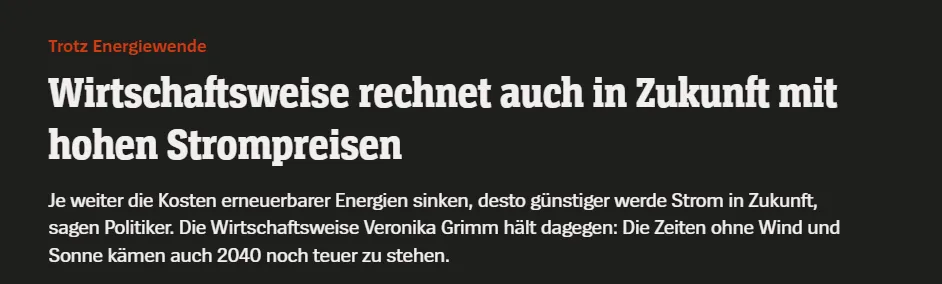 Trotz Energiewende
Wirtschaftsweise rechnet auch in Zukunft mit
hohen Strompreisen
Je weiter die Kosten erneuerbarer Energien sinken, desto günstiger werde Strom in Zukunft,
sagen Politiker. Die Wirtschaftsweise Veronika Grimm hält dagegen: Die Zeiten ohne Wind und
Sonne kämen auch 2040 noch teuer zu stehen.